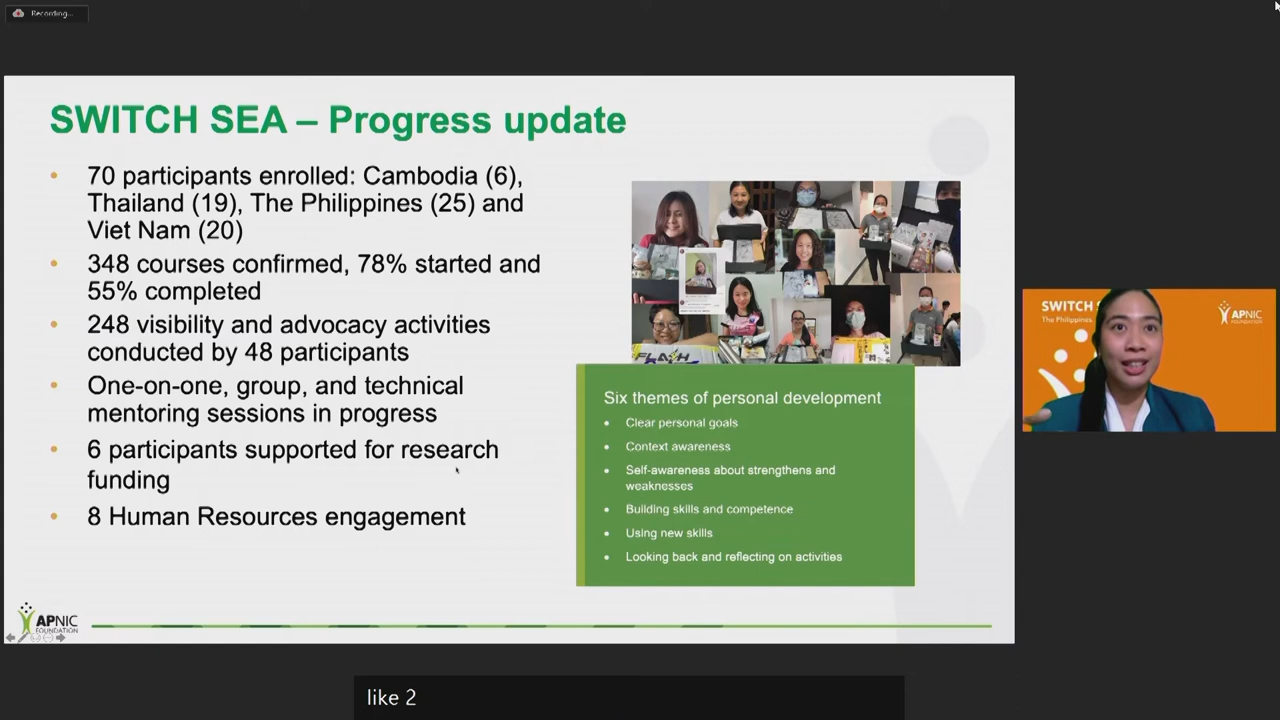 Recording...
SWITCH SEA – Progress update
• 70 participants enrolled: Cambodia (6),
Thailand (19), The Philippines (25) and
Viet Nam (20)
• 348 courses confirmed, 78% started and
55% completed
• 248 visibility and advocacy activities
conducted by 48 participants
• One-on-one, group, and technical
mentoring sessions in progress
• 6 participants supported for research
funding
• 8 Human Resources engagement
FLASH
Six themes of personal development
• Clear personal goals
• Context awareness
• Self-awareness about strengthens and
weaknesses
• Building skills and competence
• Using new skills
• Looking back and reflecting on activities
APNIC
FOUNDATION
SWITCH S
The Philippines
APNIC
FOUNDATION
like 2